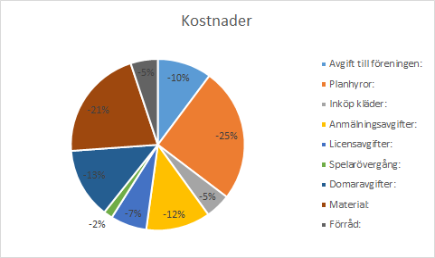 Kostnader
-5%
-10%
-21%
-25%
-13%
-5%
-2%
-7%
-12%
Avgift till föreningen:
Planhyror:
Inköp kläder:
Anmälningsavgifter:
Licensavgifter:
Spelarövergång:
Domaravgifter:
Material:
Förråd: